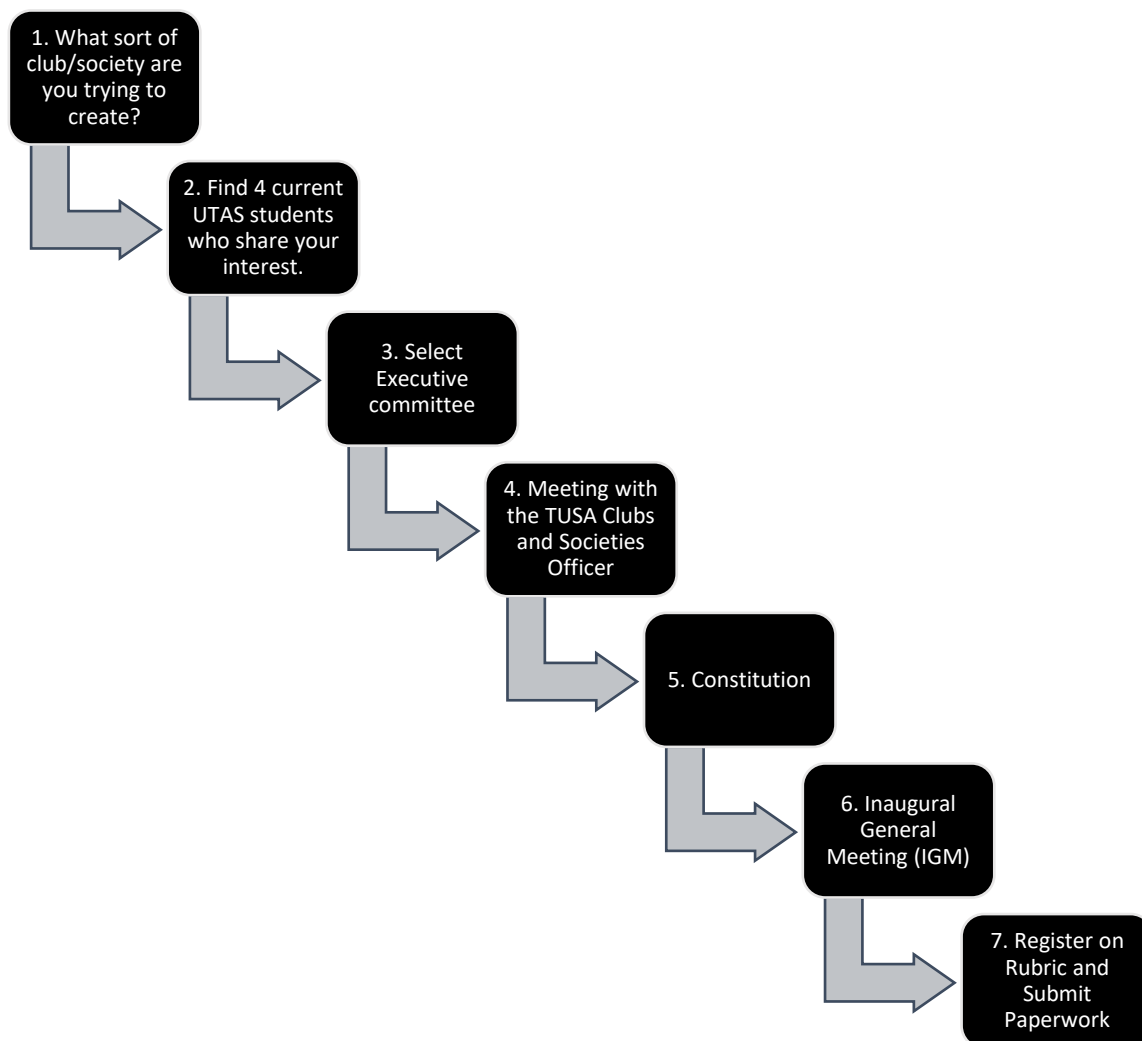 1. What sort of
club/society are
you trying to
create?
2. Find 4 current
UTAS students
who share your
interest.
3. Select
Executive
committee
4. Meeting with
the TUSA Clubs
and Societies
Officer
5. Constitution
6. Inaugural
General
Meeting (IGM)
7. Register on
Rubric and
Submit
Paperwork